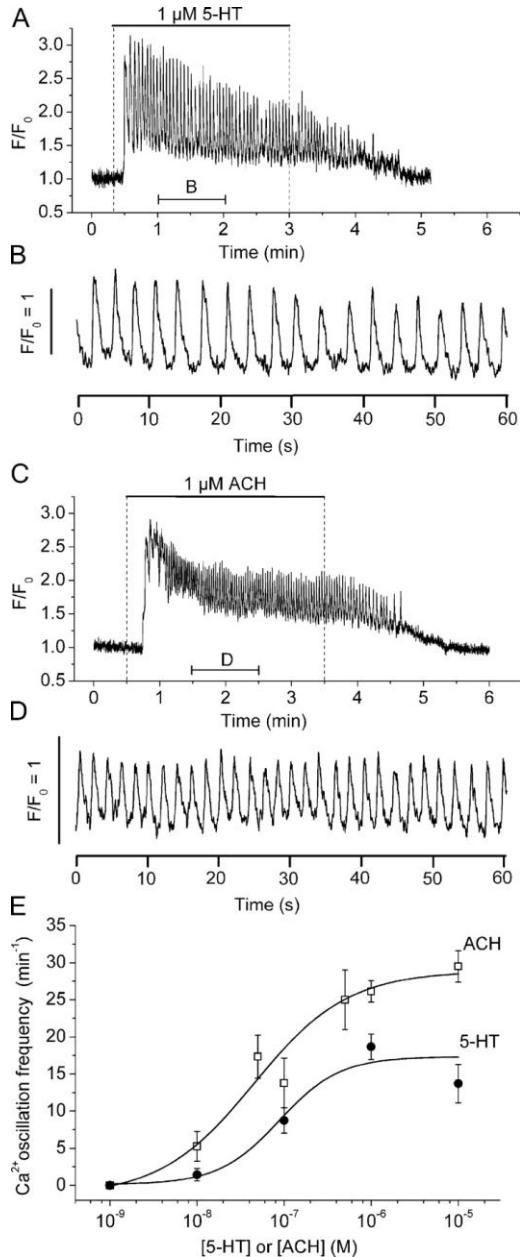 A
1 µM 5-HT
3.0
2.5
2.0
1.5
1.0
0.5
F/F0
B
0 1 2 3 4 5 6
Time (min)
B
F/F0 = 1
0 10 20 30 40 50 60
Time (s)
C
1 µM ACH
3.0
2.5
2.0
1.5
1.0
0.5
F/F0
D
0 1 2 3 4 5 6
Time (min)
D
F/F0 = 1
0 10 20 30 40 50 60
Time (s)
E
35
30
25
20
15
10
5
0
Ca²⁺ oscillation frequency (min⁻¹)
ACH
5-HT
10⁻⁹ 10⁻⁸ 10⁻⁷ 10⁻⁶ 10⁻⁵
[5-HT] or [ACH] (M)